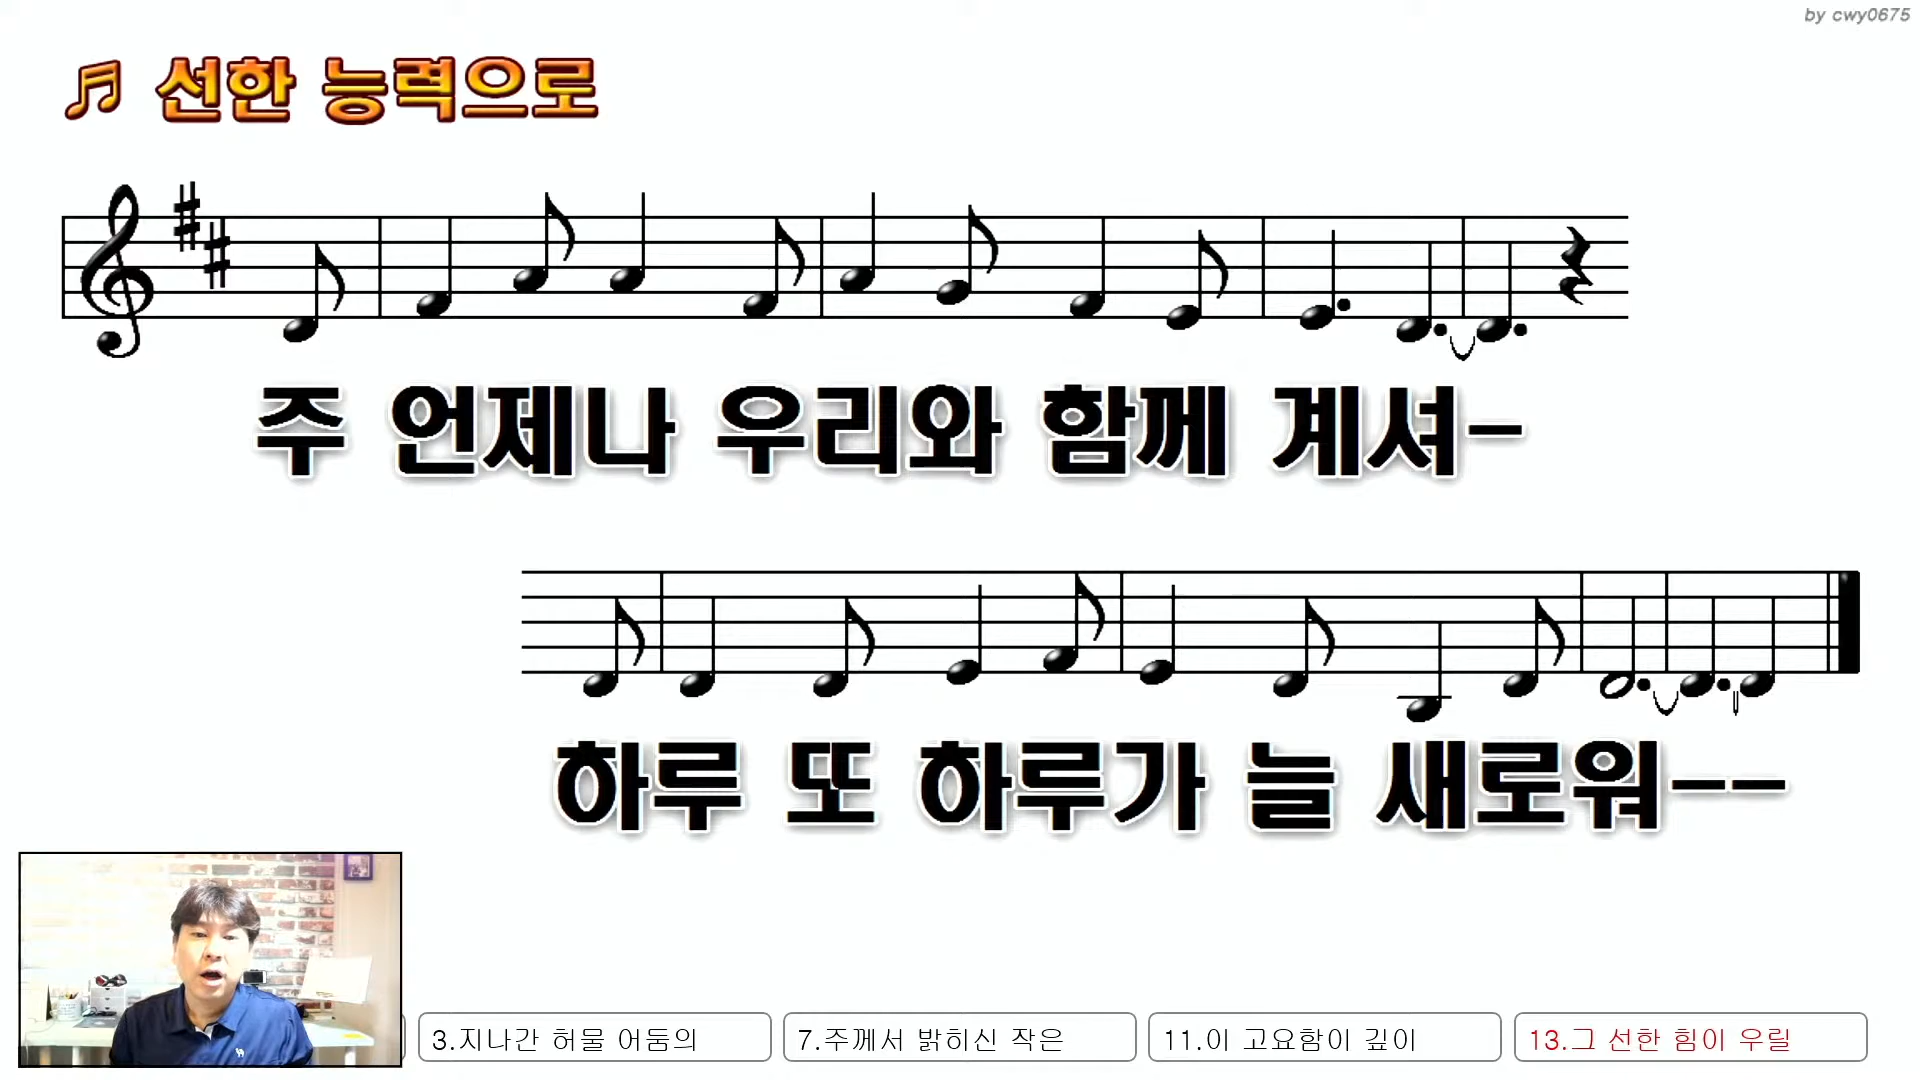 by cwy0675
선한 능력으로
주 언제나 우리와 함께 계셔-
하루 또 하루가 늘 새로워--
3.지나간 허물 어둠의
7.주께서 밝히신 작은
11.이 고요함이 깊이
13.그 선한 힘이 우릴